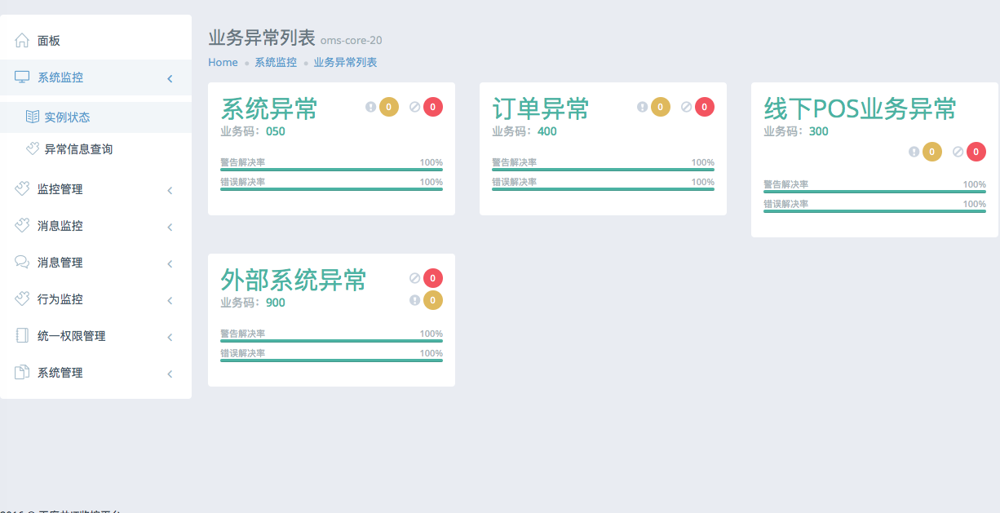 面板
系统监控
实例状态
异常信息查询
监控管理
消息监控
消息管理
行为监控
统一权限管理
系统管理
业务异常列表 oms-core-20
Home 系统监控 业务异常列表
系统异常 0 0
业务码：050
警告解决率 100%
错误解决率 100%
订单异常 0 0
业务码：400
警告解决率 100%
错误解决率 100%
线下POS业务异常
业务码：300
0 0
警告解决率 100%
错误解决率 100%
外部系统异常 0
业务码：900 0
警告解决率 100%
错误解决率 100%